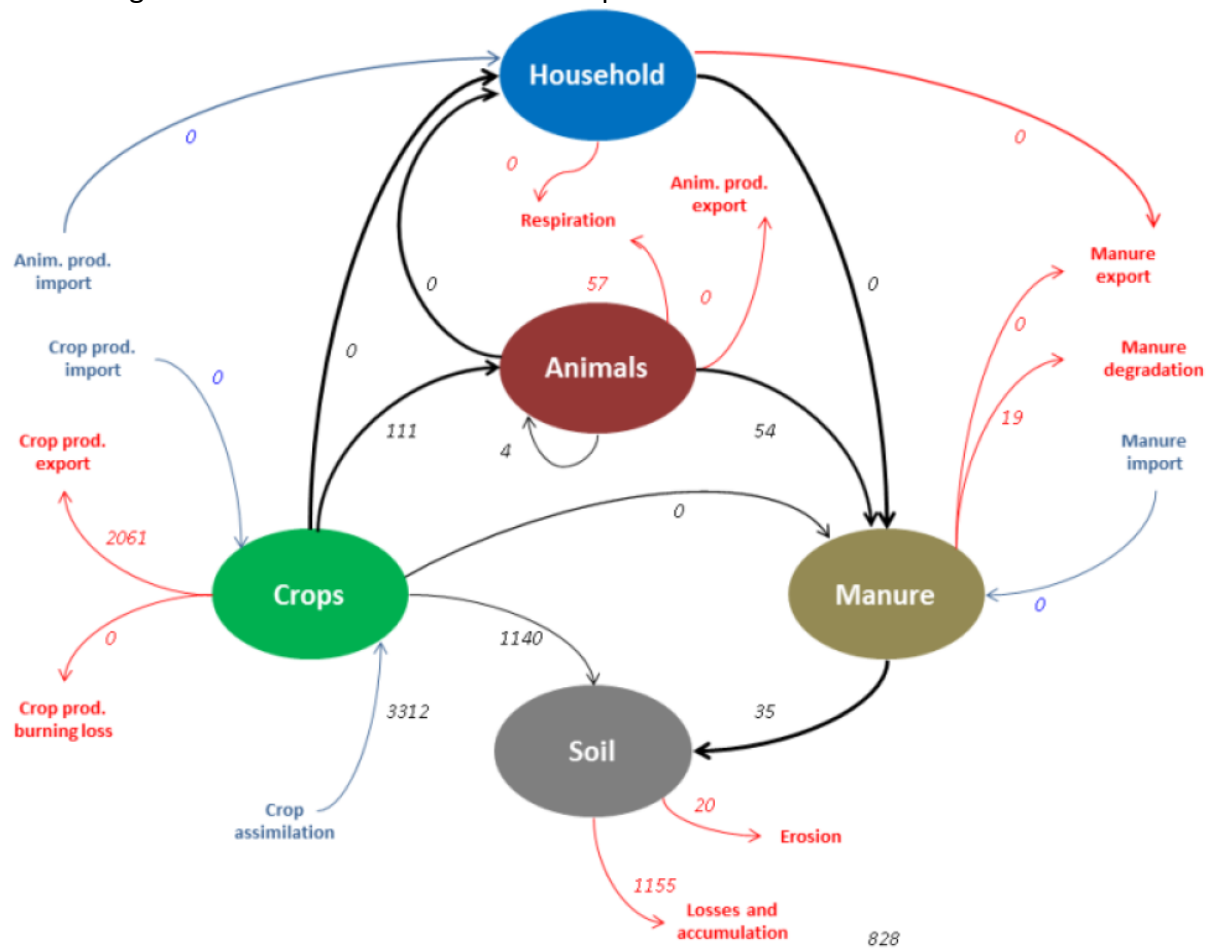 Household
0
0
0
Anim. prod.
export
Respiration
Anim. prod.
import
Manure
export
0
57
0
0
Crop prod.
import
0
0
0
Manure
degradation
Animals
19
111
4
54
Crop prod.
export
Manure
import
2061
0
Crops
Manure
0
0
1140
Crop prod.
burning loss
3312
35
Soil
Crop
assimilation
20
Erosion
1155
Losses and
accumulation
828